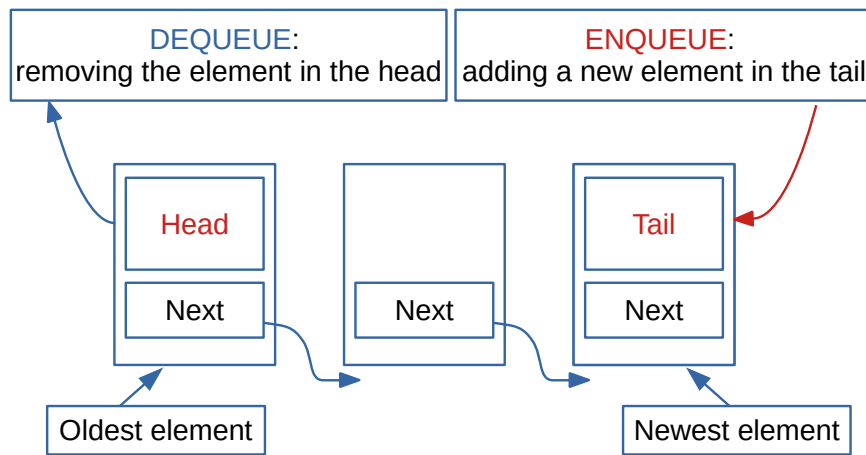 DEQUEUE:
removing the element in the head
ENQUEUE:
adding a new element in the tail
Head
Tail
Next
Next
Next
Oldest element
Newest element